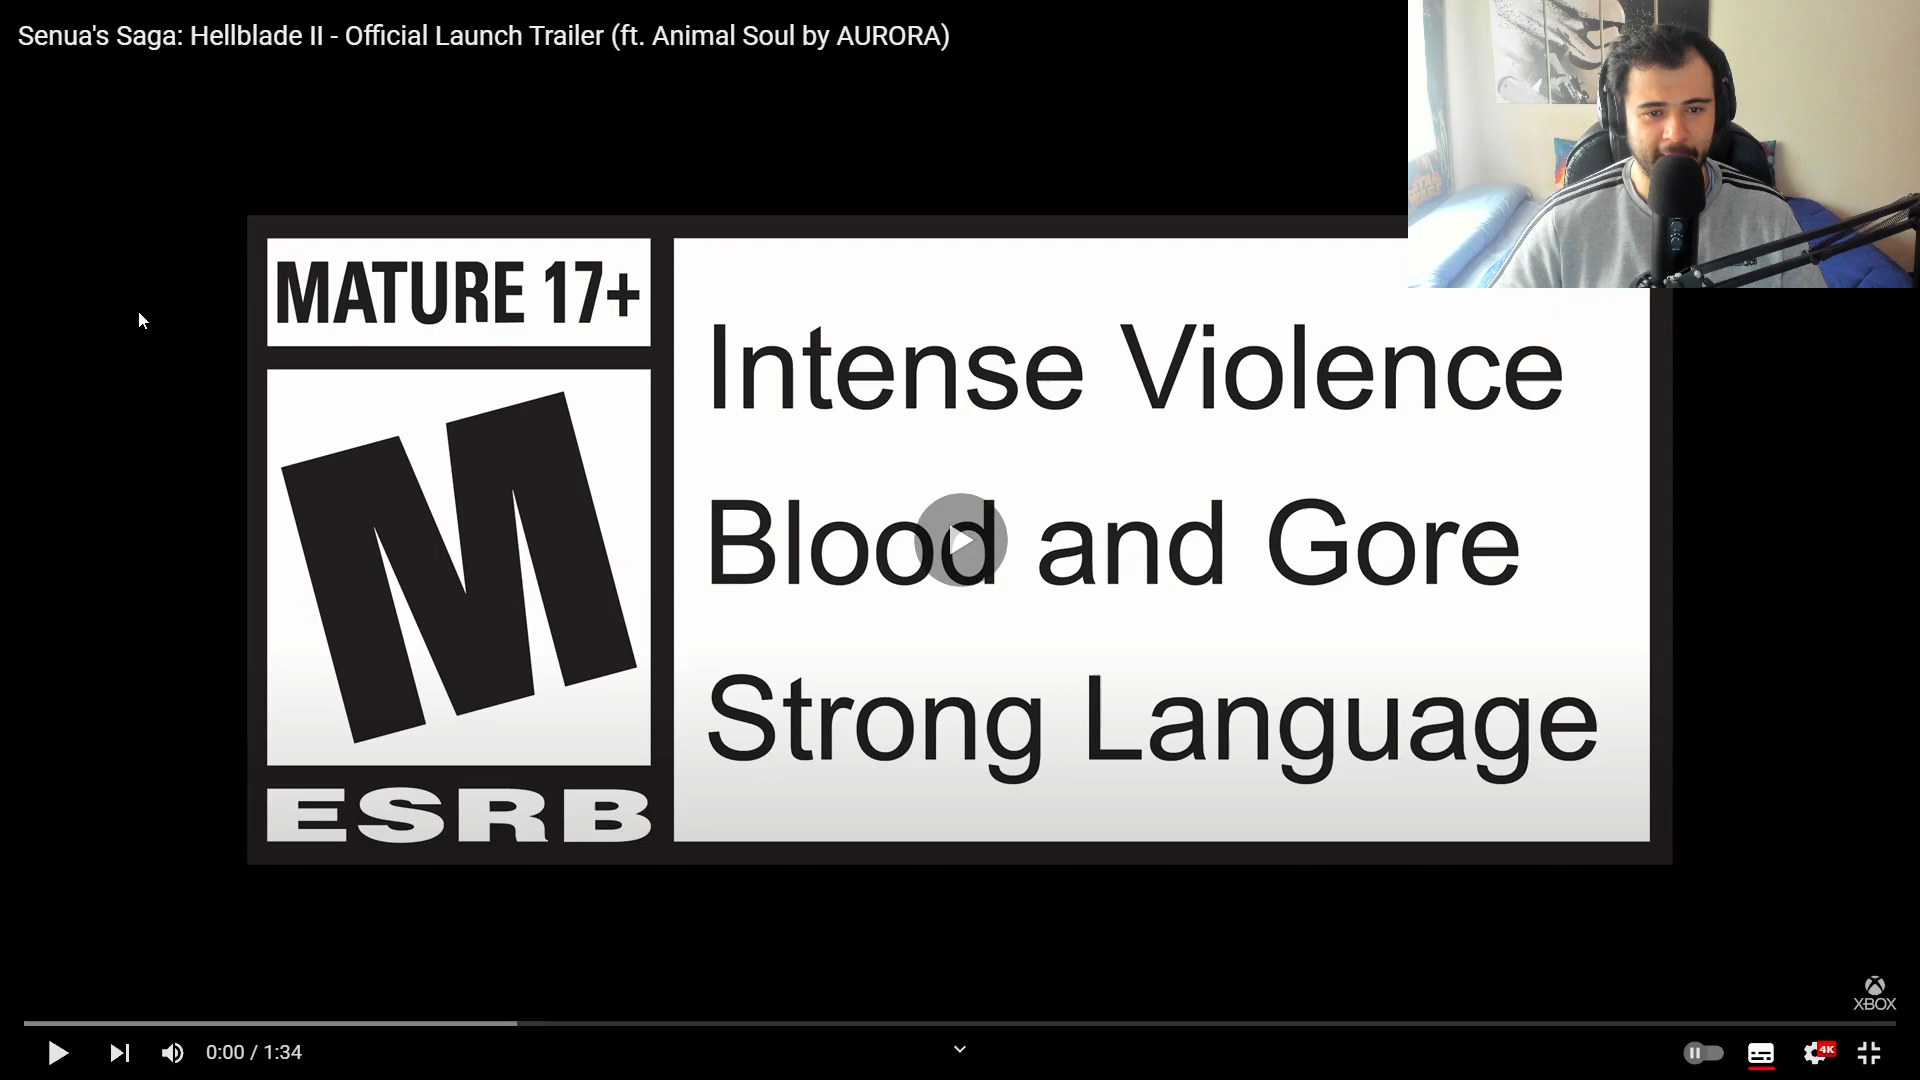 Senua's Saga: Hellblade II - Official Launch Trailer (ft. Animal Soul by AURORA)
MATURE 17+
M
ESRB
Intense Violence
Blood and Gore
Strong Language
XBOX
0:00 / 1:34
4K